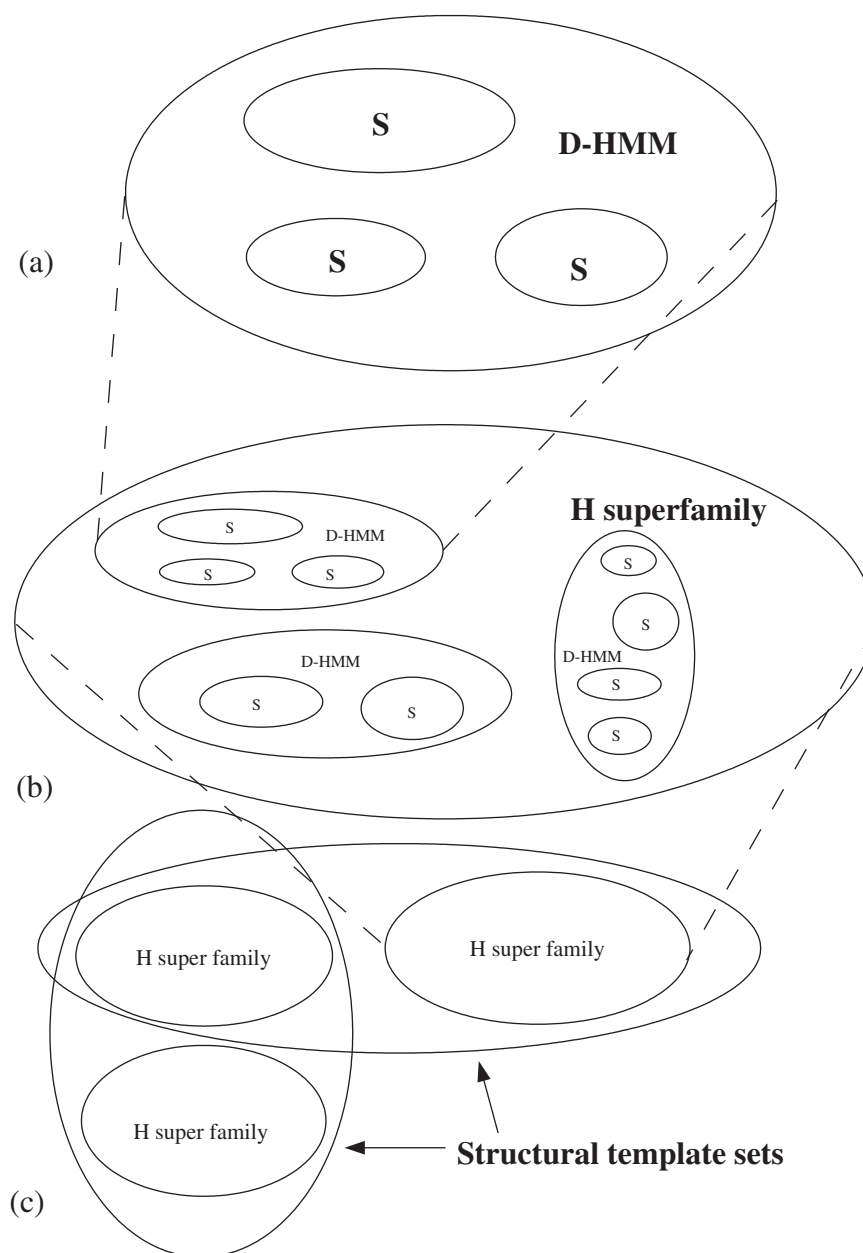 S
D-HMM
S
S
(a)
H superfamily
S
D-HMM
S
S
S
S
D-HMM
D-HMM
S
S
S
S
(b)
H super family
H super family
H super family
Structural template sets
(c)